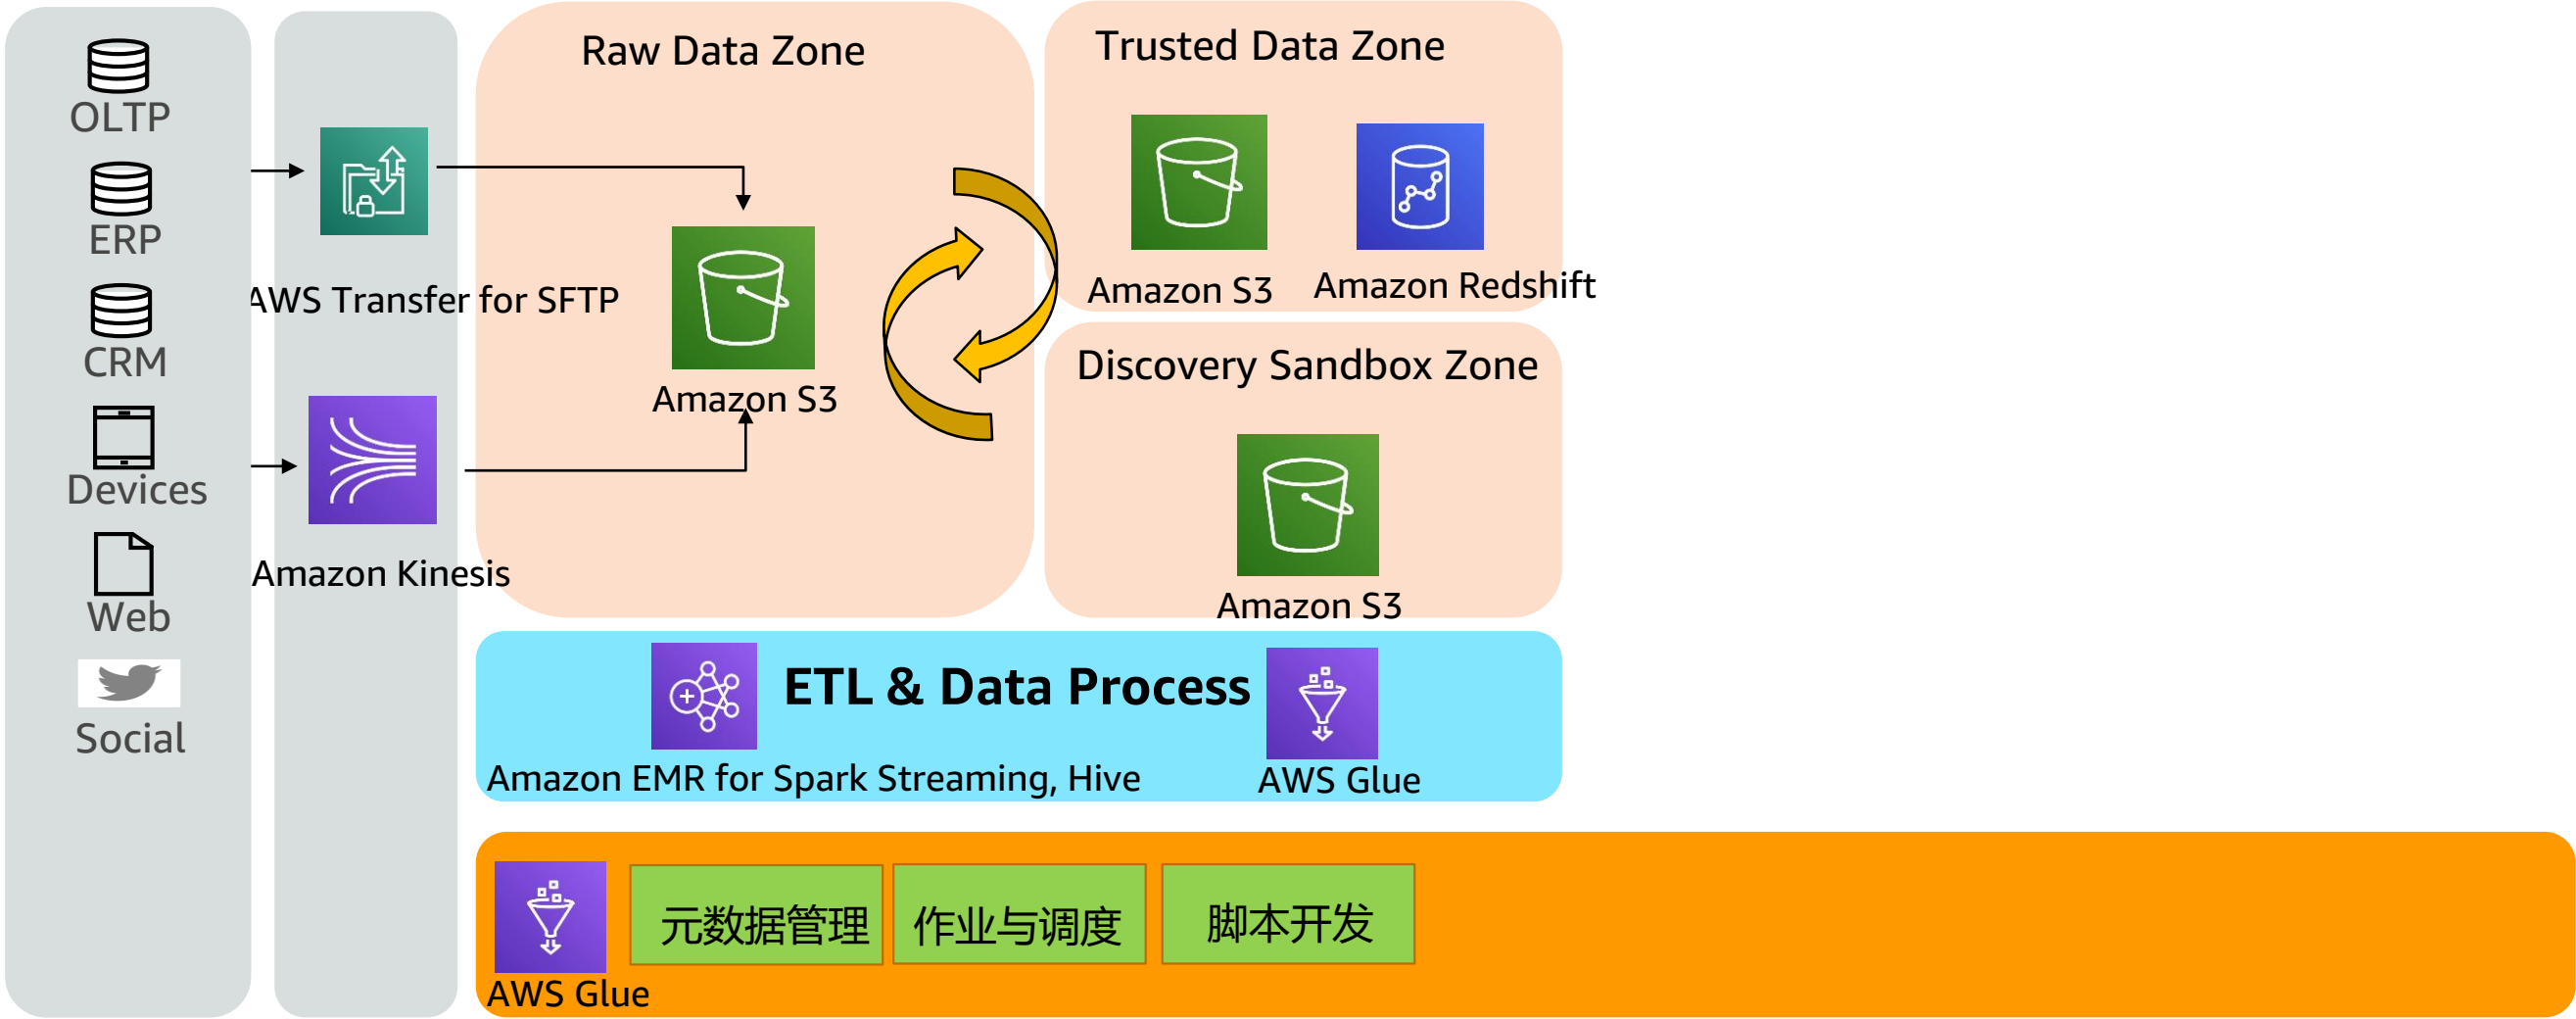 OLTP
ERP
CRM
Devices
Web
Social
AWS Transfer for SFTP
Amazon Kinesis
Raw Data Zone
Amazon S3
Trusted Data Zone
Amazon S3
Amazon Redshift
Discovery Sandbox Zone
Amazon S3
ETL & Data Process
Amazon EMR for Spark Streaming, Hive
AWS Glue
AWS Glue
元数据管理
作业与调度
脚本开发